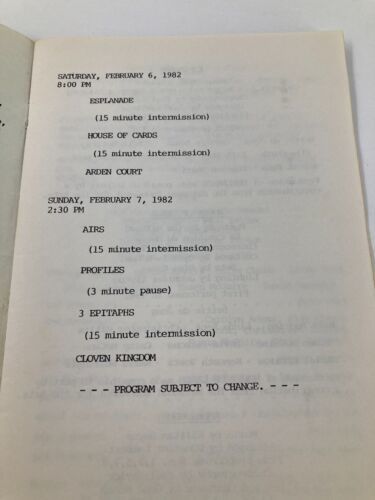 SATURDAY, FEBRUARY 6, 1982
8:00 PM
ESPLANADE
(15 minute intermission)
HOUSE OF CARDS
(15 minute intermission)
ARDEN COURT
SUNDAY, FEBRUARY 7, 1982
2:30 PM
AIRS
(15 minute intermission)
PROFILES
(3 minute pause)
3 EPITAPHS
(15 minute intermission)
CLOVEN KINGDOM
- - - PROGRAM SUBJECT TO CHANGE. - - -